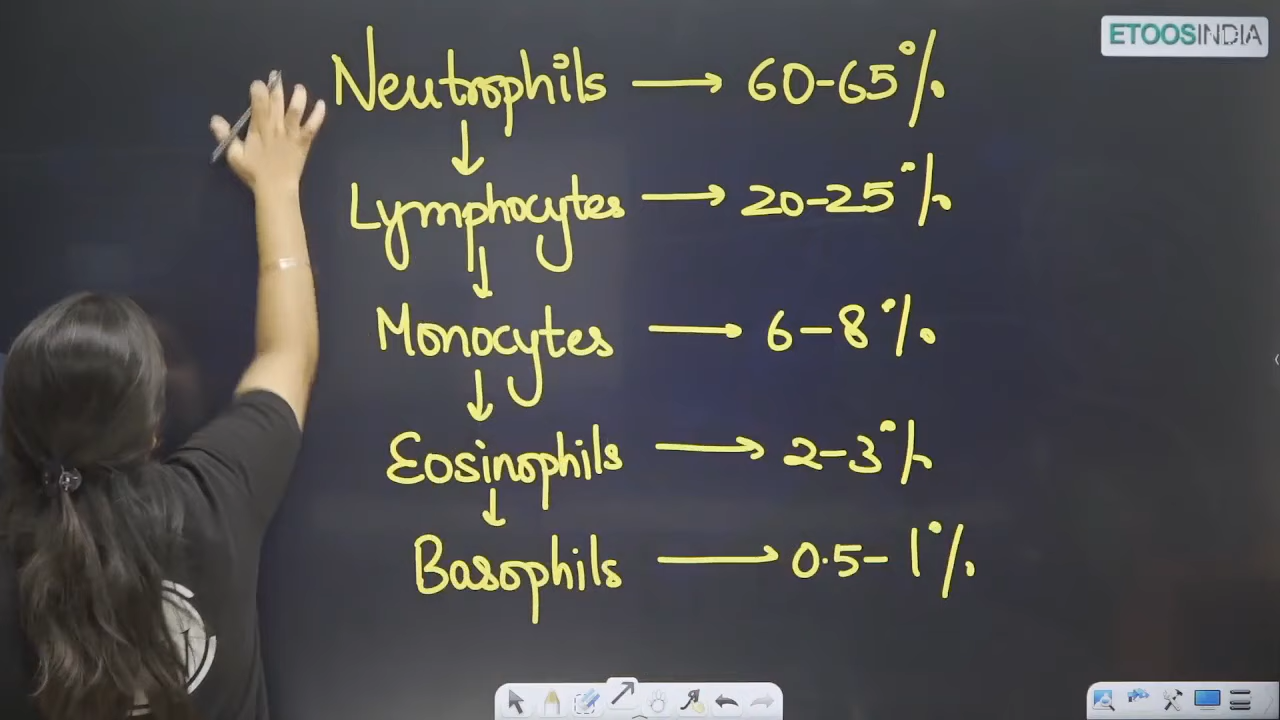 ETOOSINDIA
Neutrophils → 60-65%
↓
Lymphocytes → 20-25%
↓
Monocytes → 6-8%
↓
Eosinophils → 2-3%
↓
Basophils → 0.5-1%